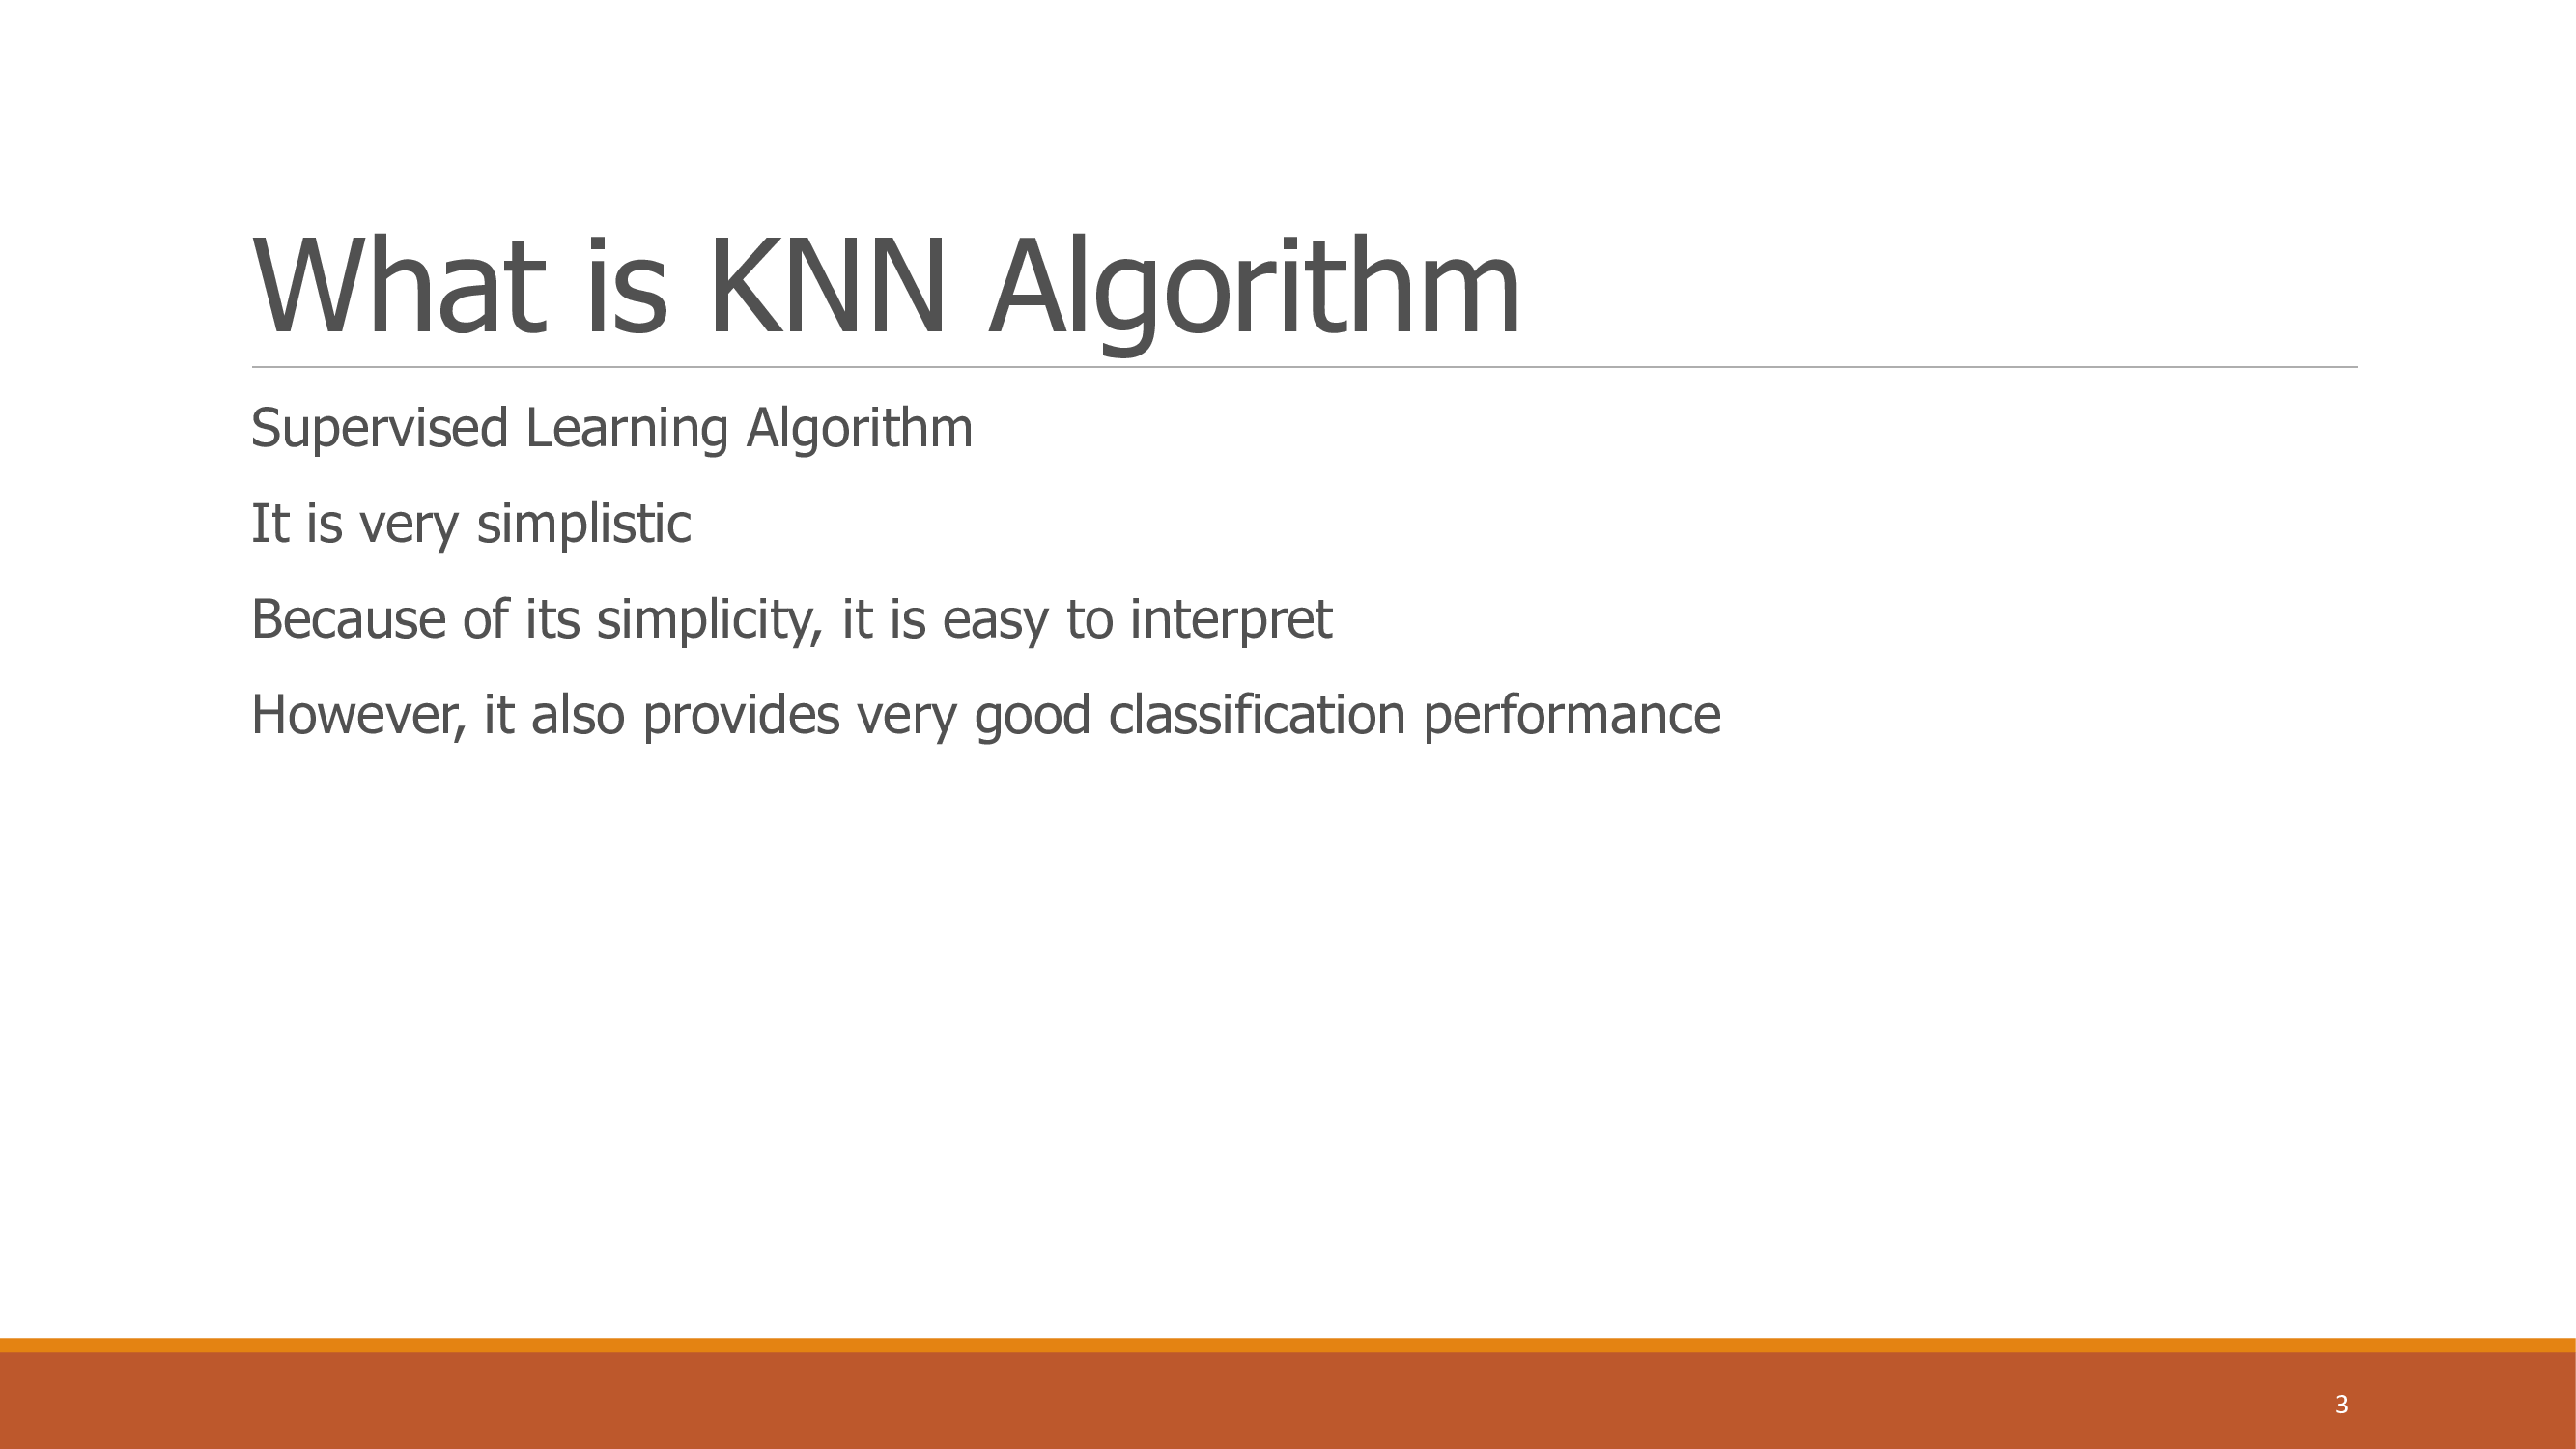 What is KNN Algorithm
Supervised Learning Algorithm
It is very simplistic
Because of its simplicity, it is easy to interpret
However, it also provides very good classification performance
3